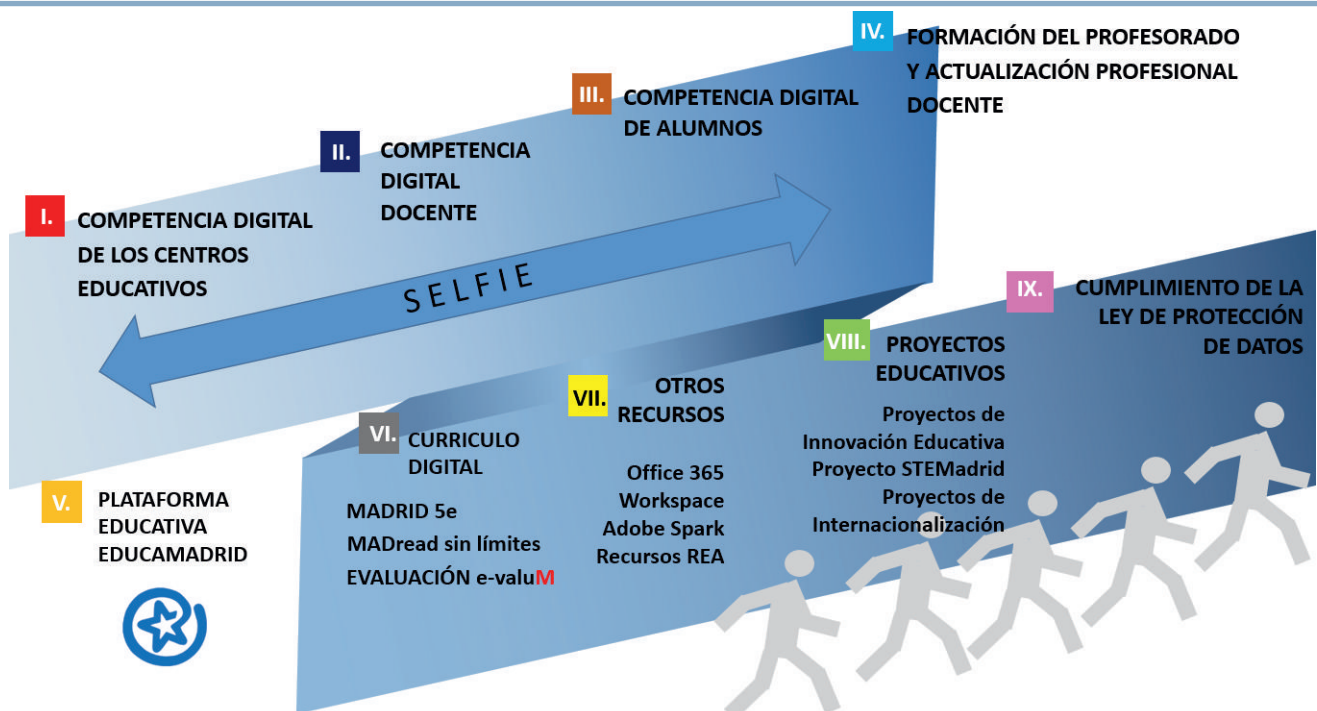 I.
COMPETENCIA DIGITAL
DE LOS CENTROS
EDUCATIVOS
II.
COMPETENCIA
DIGITAL
DOCENTE
III.
COMPETENCIA DIGITAL
DE ALUMNOS
IV.
FORMACIÓN DEL PROFESORADO
Y ACTUALIZACIÓN PROFESIONAL
DOCENTE
SELFIE
V.
PLATAFORMA
EDUCATIVA
EDUCAMADRID
VI.
CURRICULO
DIGITAL
MADRID 5e
MADread sin límites
EVALUACIÓN e-valuM
VII.
OTROS
RECURSOS
Office 365
Workspace
Adobe Spark
Recursos REA
VIII.
PROYECTOS
EDUCATIVOS
Proyectos de
Innovación Educativa
Proyecto STEMadrid
Proyectos de
Internacionalización
IX.
CUMPLIMIENTO DE LA
LEY DE PROTECCIÓN
DE DATOS